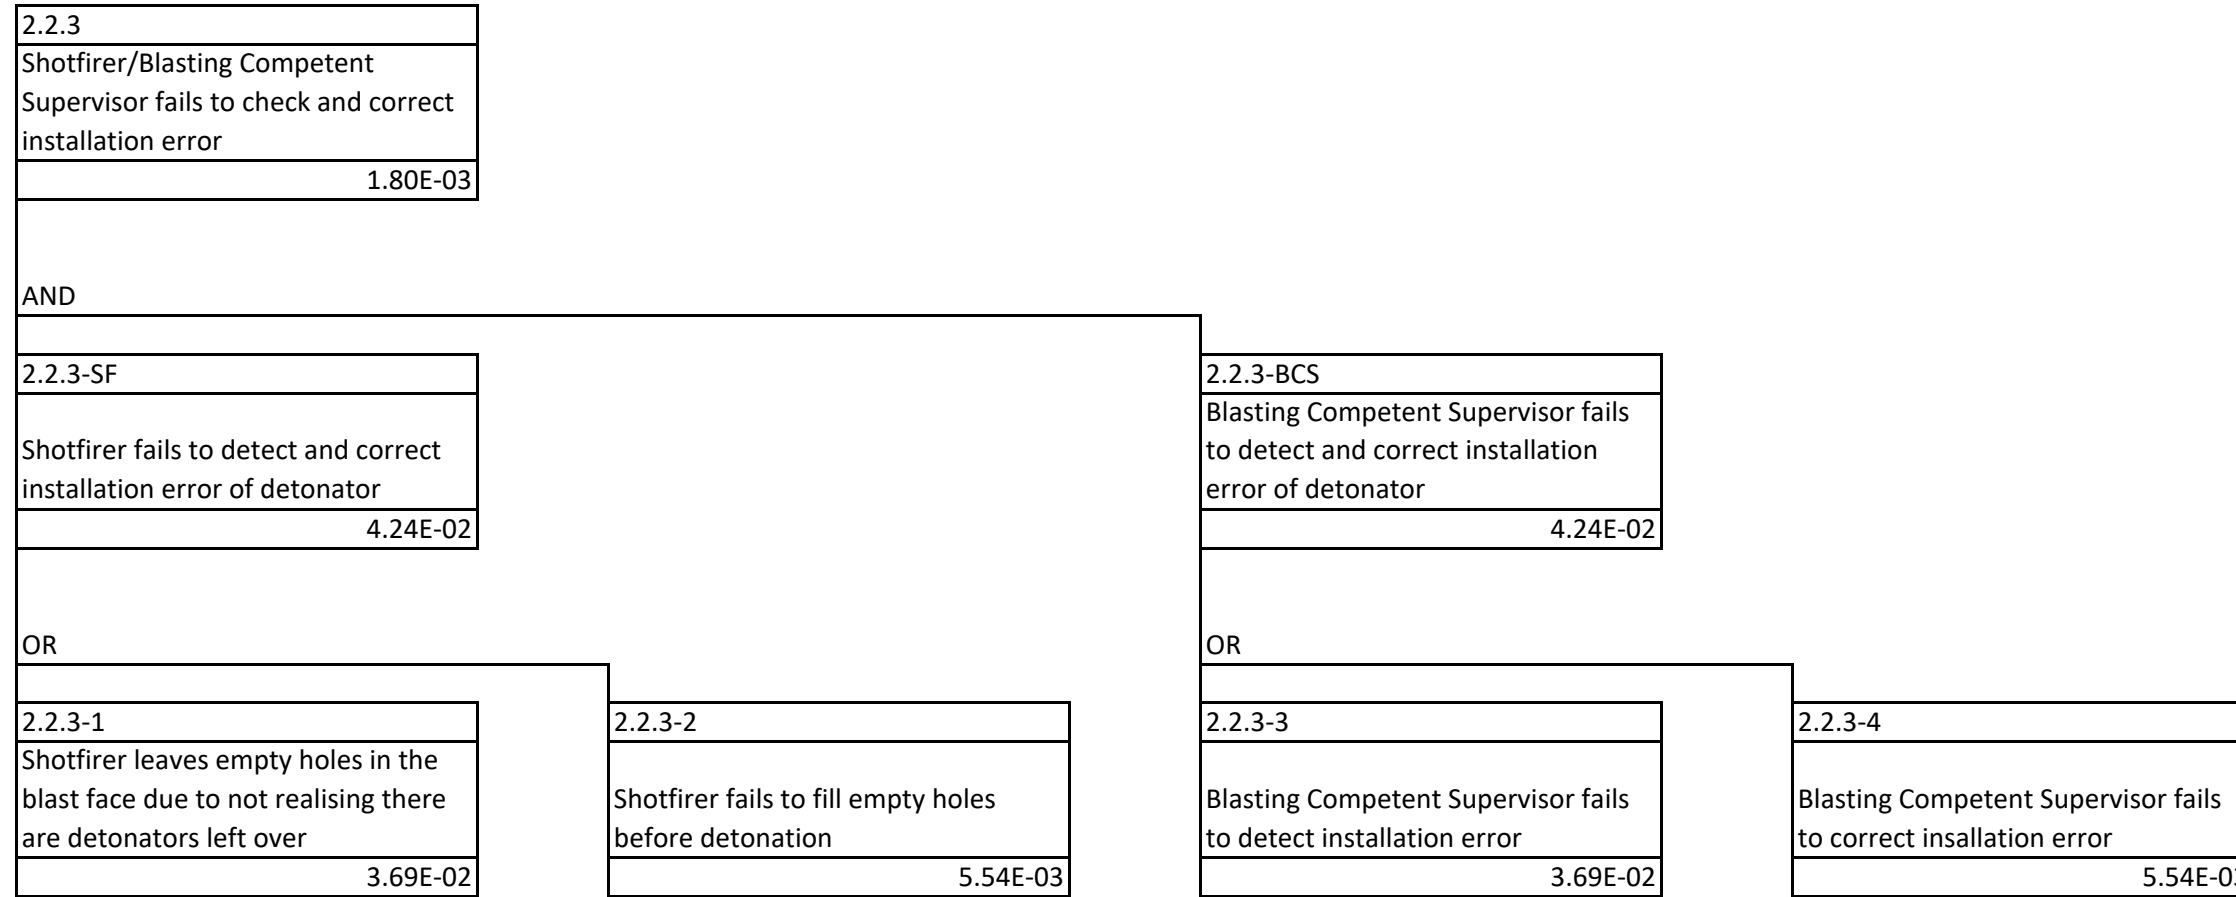 2.2.3
Shotfirer/Blasting Competent
Supervisor fails to check and correct
installation error
1.80E-03
AND
2.2.3-SF
Shotfirer fails to detect and correct
installation error of detonator
4.24E-02
2.2.3-BCS
Blasting Competent Supervisor fails
to detect and correct installation
error of detonator
4.24E-02
OR
OR
2.2.3-1
Shotfirer leaves empty holes in the
blast face due to not realising there
are detonators left over
3.69E-02
2.2.3-2
Shotfirer fails to fill empty holes
before detonation
5.54E-03
2.2.3-3
Blasting Competent Supervisor fails
to detect installation error
3.69E-02
2.2.3-4
Blasting Competent Supervisor fails
to correct insallation error